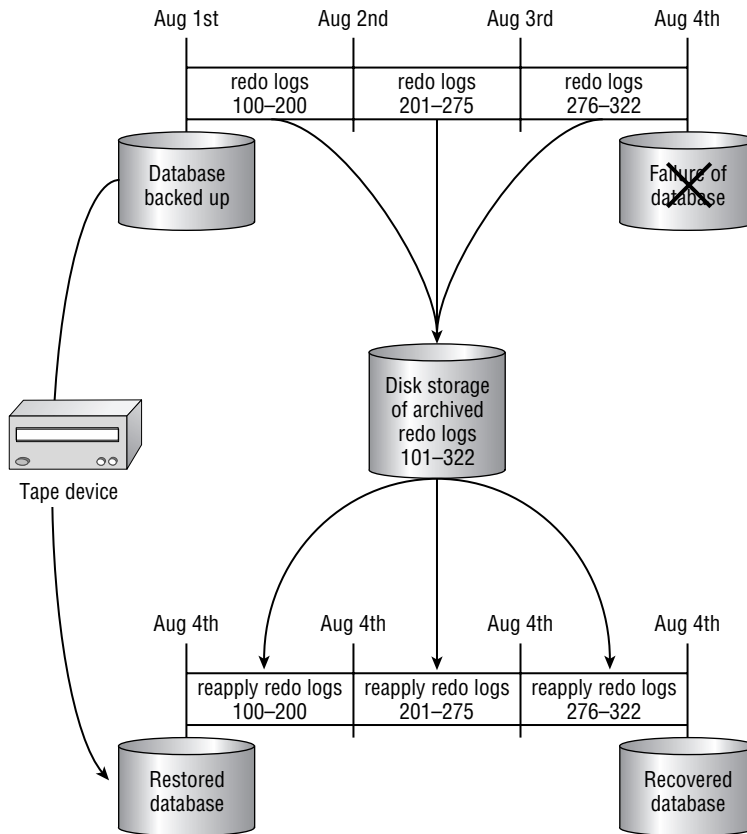 Aug 1st Aug 2nd Aug 3rd Aug 4th
redo logs redo logs redo logs
100–200 201–275 276–322
Database
backed up
Failure of
database
Disk storage
of archived
redo logs
101–322
Tape device
Aug 4th Aug 4th Aug 4th Aug 4th
reapply redo logs reapply redo logs reapply redo logs
100–200 201–275 276–322
Restored
database
Recovered
database